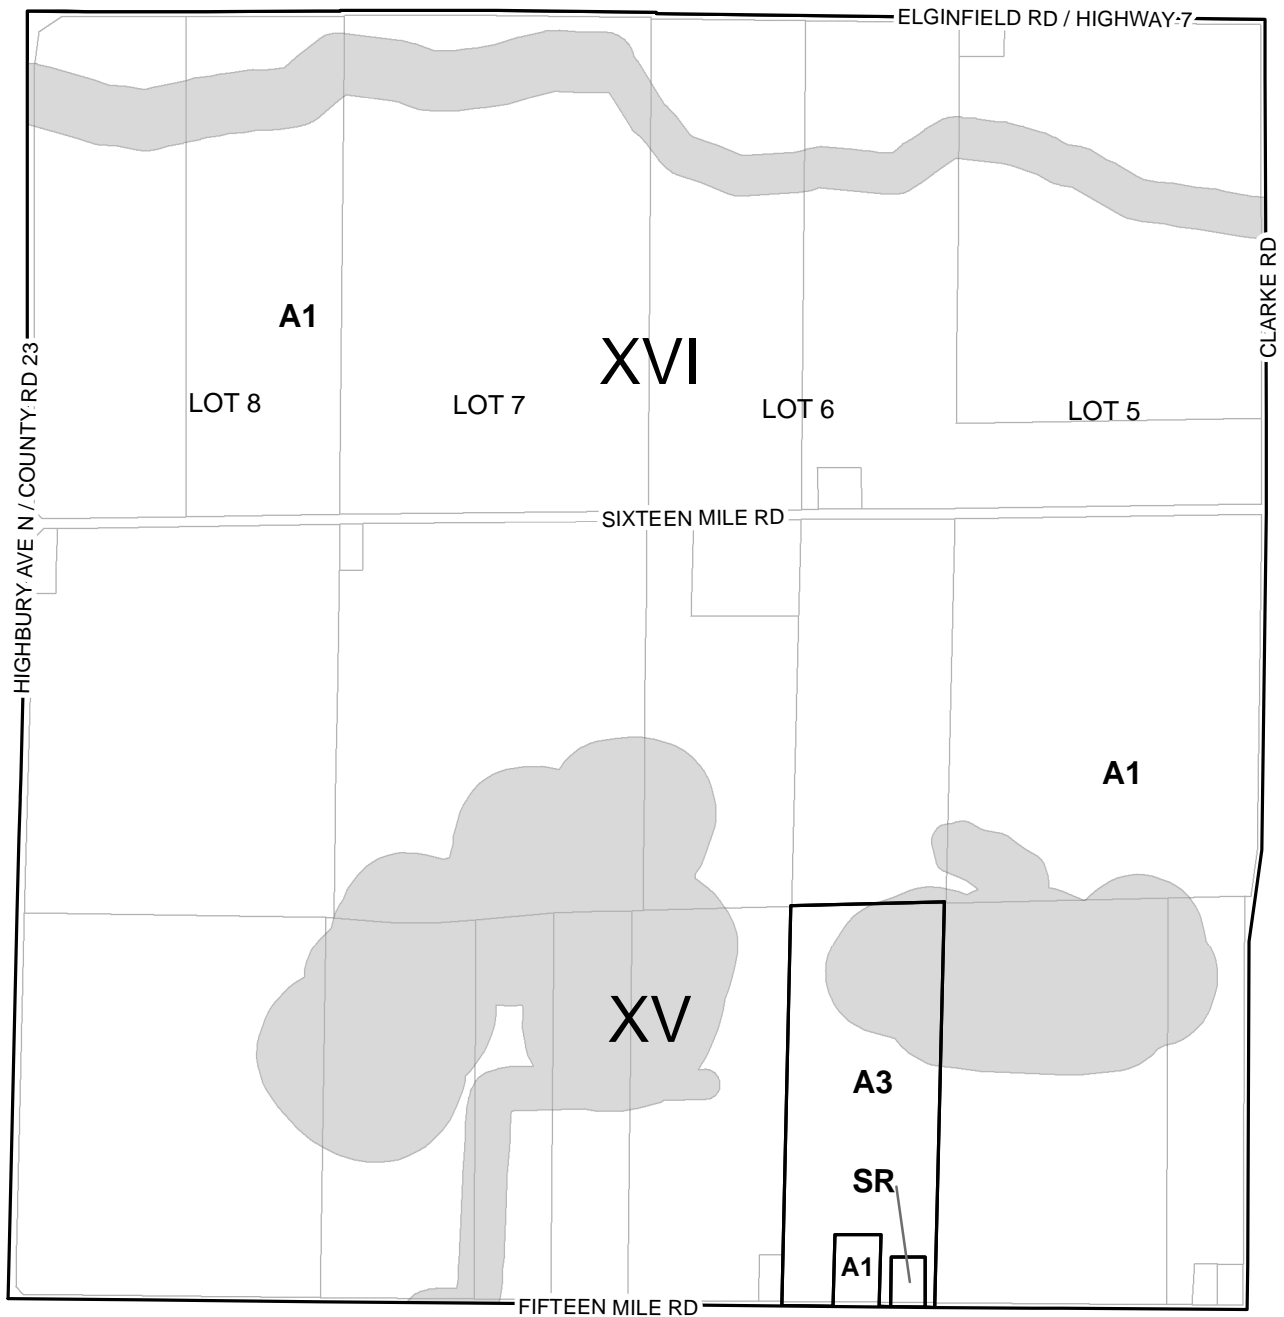 ELGINFIELD RD / HIGHWAY 7
CLARKE RD
A1
XVI
HIGHBURY AVE N / COUNTY RD 23
LOT 8
LOT 7
LOT 6
LOT 5
SIXTEEN MILE RD
A1
XV
A3
SR
A1
FIFTEEN MILE RD